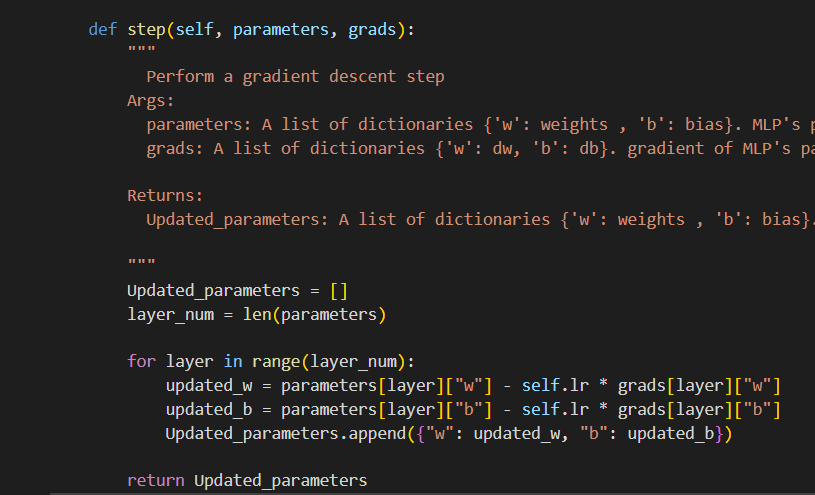 def step(self, parameters, grads):
"""
Perform a gradient descent step
Args:
parameters: A list of dictionaries {'w': weights , 'b': bias}. MLP's
grads: A list of dictionaries {'w': dw, 'b': db}. gradient of MLP's
Returns:
Updated_parameters: A list of dictionaries {'w': weights , 'b': bias}.
"""
Updated_parameters = []
layer_num = len(parameters)
for layer in range(layer_num):
updated_w = parameters[layer]["w"] - self.lr * grads[layer]["w"]
updated_b = parameters[layer]["b"] - self.lr * grads[layer]["b"]
Updated_parameters.append({"w": updated_w, "b": updated_b})
return Updated_parameters